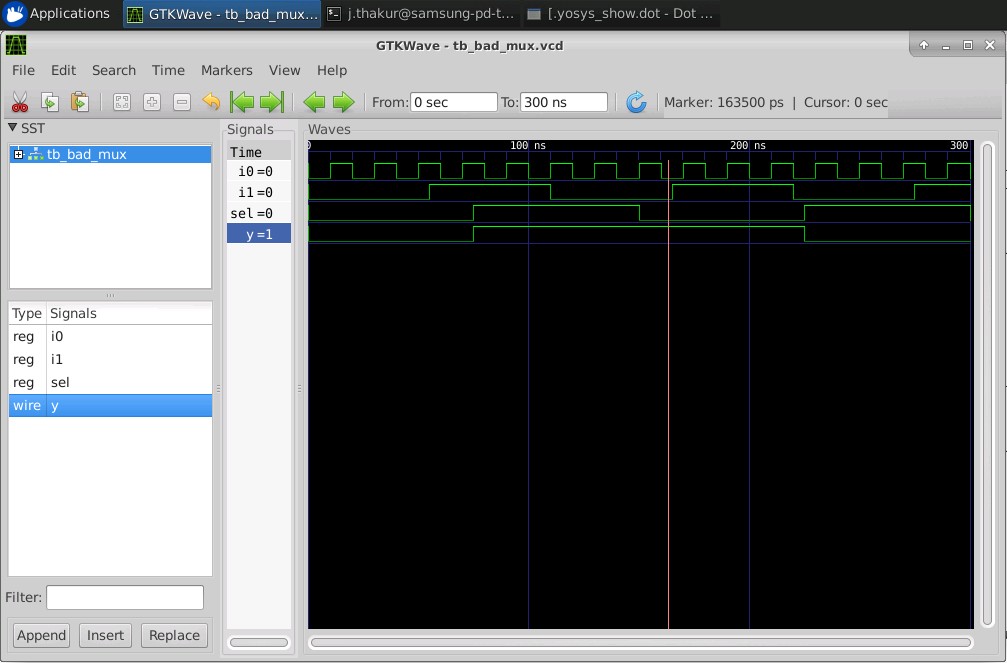 Applications GTKWave - tb_bad_mux... j.thakur@samsung-pd-t... [.yosys_show.dot - Dot ...
GTKWave - tb_bad_mux.vcd
File Edit Search Time Markers View Help
From: 0 sec To: 300 ns Marker: 163500 ps | Cursor: 0 sec
SST
tb_bad_mux
Type Signals
reg i0
reg i1
reg sel
wire y
Filter:
Append Insert Replace
Signals
Time
i0=0
i1=0
sel=0
y=1
Waves
0 100 ns 200 ns 300